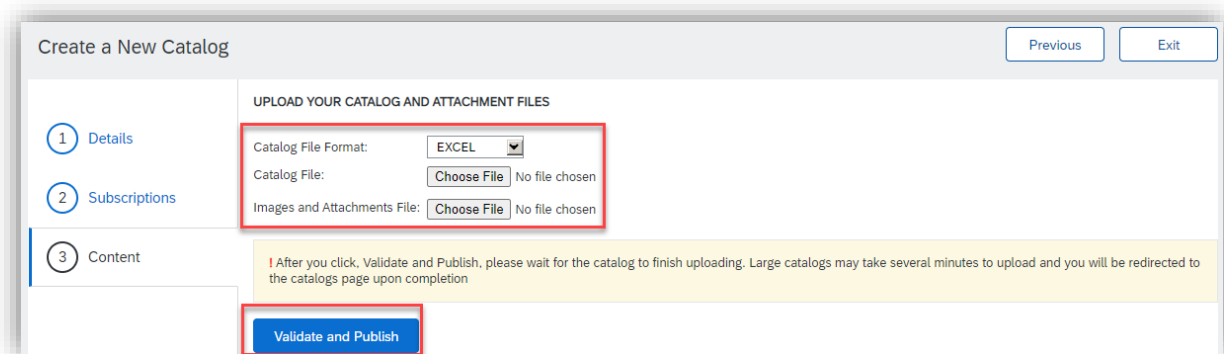 Create a New Catalog
Previous
Exit
UPLOAD YOUR CATALOG AND ATTACHMENT FILES
1 Details
2 Subscriptions
3 Content
Catalog File Format: EXCEL
Catalog File: Choose File No file chosen
Images and Attachments File: Choose File No file chosen
! After you click, Validate and Publish, please wait for the catalog to finish uploading. Large catalogs may take several minutes to upload and you will be redirected to
the catalogs page upon completion
Validate and Publish